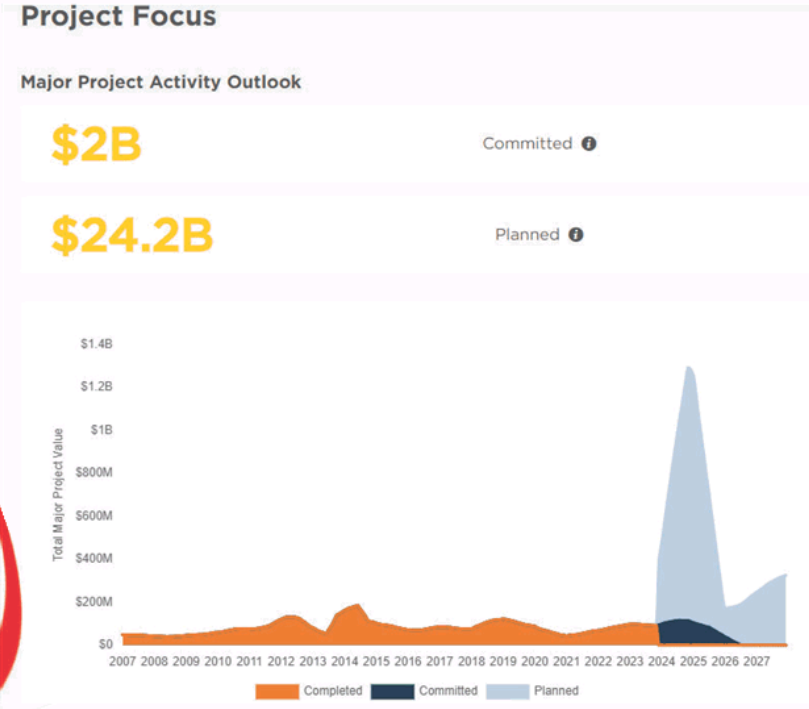 Project Focus
Major Project Activity Outlook
$2B
Committed
$24.2B
Planned
$1.4B
$1.2B
$1B
$800M
$600M
$400M
$200M
$0
Total Major Project Value
2007 2008 2009 2010 2011 2012 2013 2014 2015 2016 2017 2018 2019 2020 2021 2022 2023 2024 2025 2026 2027
Completed Committed Planned